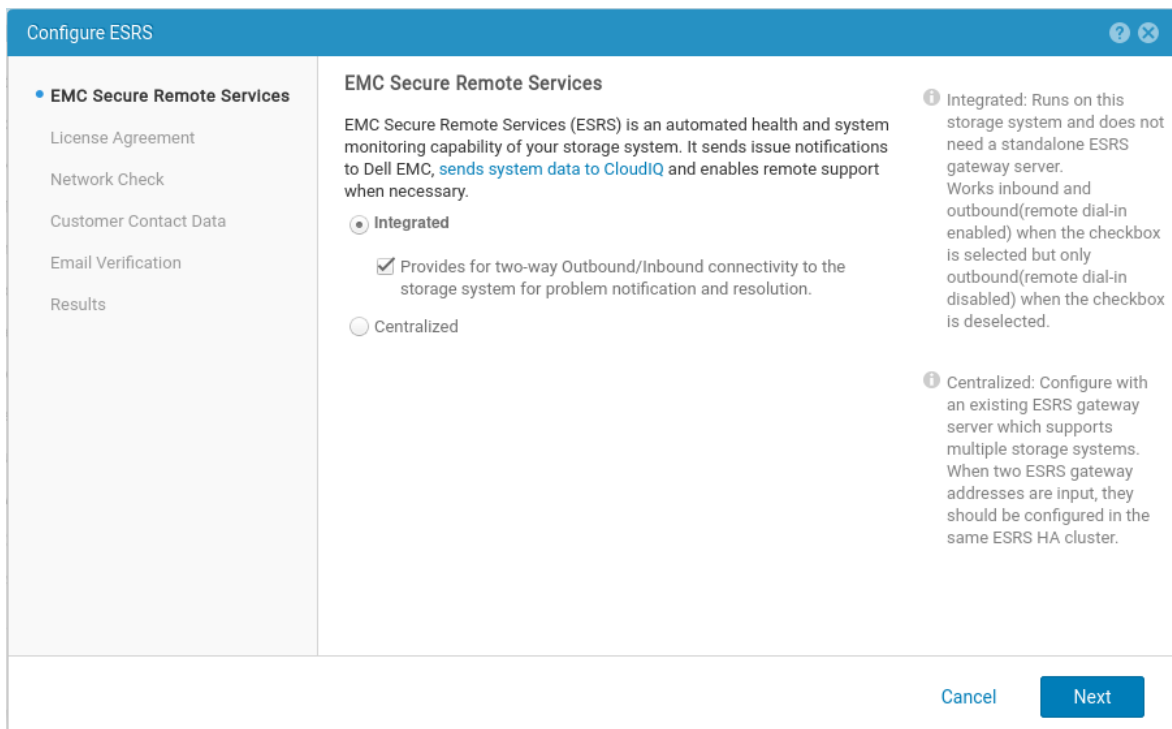 Configure ESRS
EMC Secure Remote Services
License Agreement
Network Check
Customer Contact Data
Email Verification
Results
EMC Secure Remote Services
EMC Secure Remote Services (ESRS) is an automated health and system
monitoring capability of your storage system. It sends issue notifications
to Dell EMC, sends system data to CloudIQ and enables remote support
when necessary.
Integrated
Provides for two-way Outbound/Inbound connectivity to the
storage system for problem notification and resolution.
Centralized
Integrated: Runs on this
storage system and does not
need a standalone ESRS
gateway server.
Works inbound and
outbound(remote dial-in
enabled) when the checkbox
is selected but only
outbound(remote dial-in
disabled) when the checkbox
is deselected.
Centralized: Configure with
an existing ESRS gateway
server which supports
multiple storage systems.
When two ESRS gateway
addresses are input, they
should be configured in the
same ESRS HA cluster.
Cancel
Next